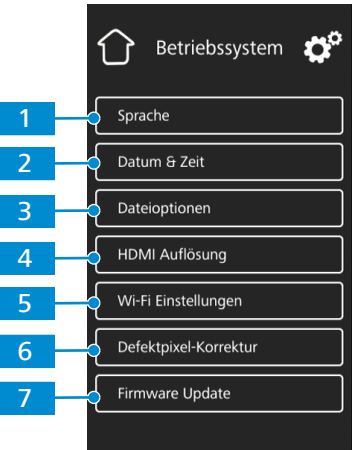 Betriebssystem
1 Sprache
2 Datum & Zeit
3 Dateioptionen
4 HDMI Auflösung
5 Wi-Fi Einstellungen
6 Defektpixel-Korrektur
7 Firmware Update